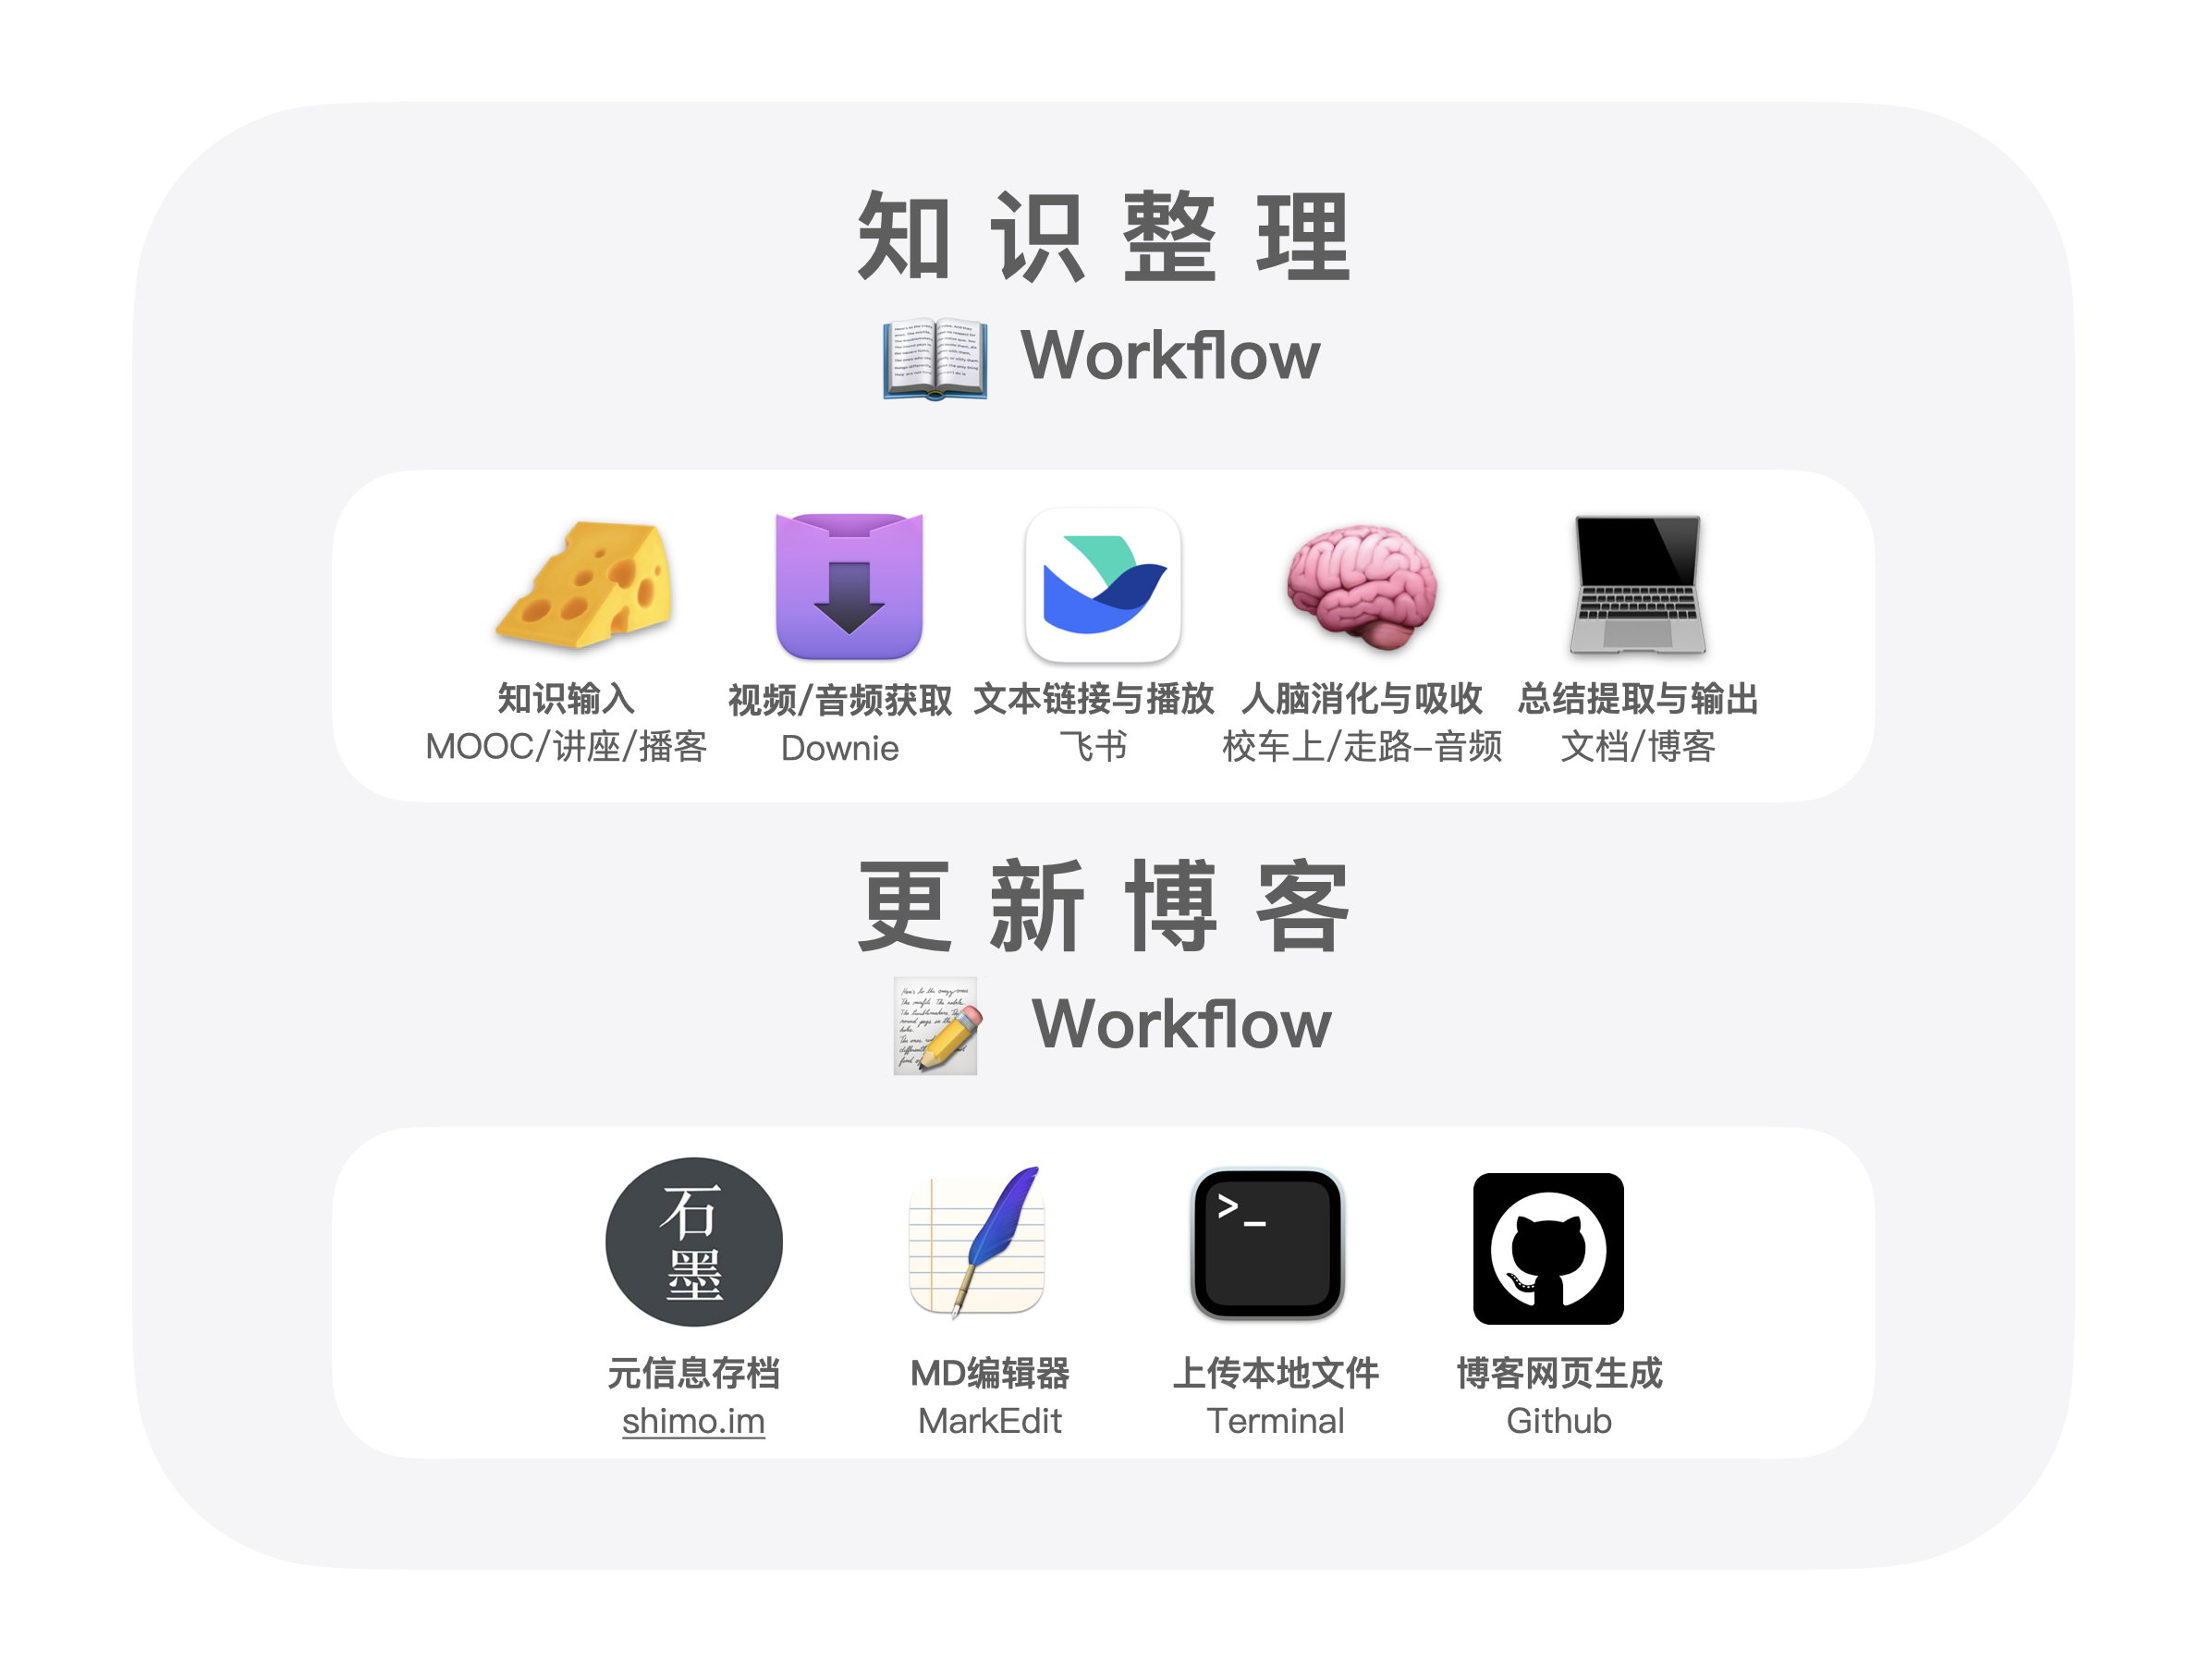 知识整理
Workflow
知识输入
MOOC/讲座/播客
视频/音频获取
Downie
文本链接与播放
飞书
人脑消化与吸收
校车上/走路-音频
总结提取与输出
文档/博客
更新博客
Workflow
石
墨
元信息存档
shimo.im
MD编辑器
MarkEdit
>_
上传本地文件
Terminal
博客网页生成
Github